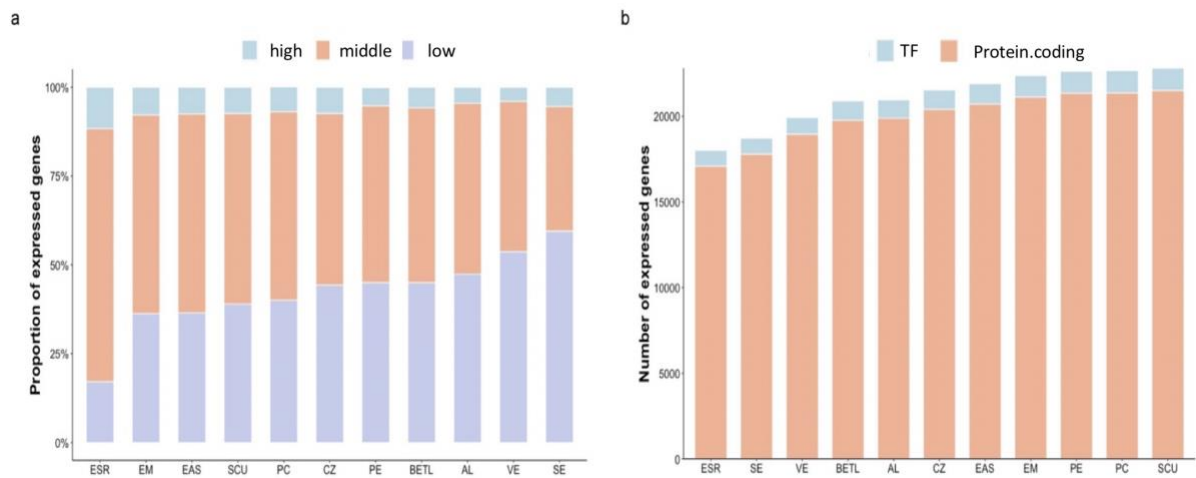 a
high middle low
Proportion of expressed genes
100%
75%
50%
25%
0%
ESR EM EAS SCU PC CZ PE BETL AL VE SE
b
TF Protein.coding
Number of expressed genes
20000
15000
10000
5000
0
ESR SE VE BETL AL CZ EAS EM PE PC SCU